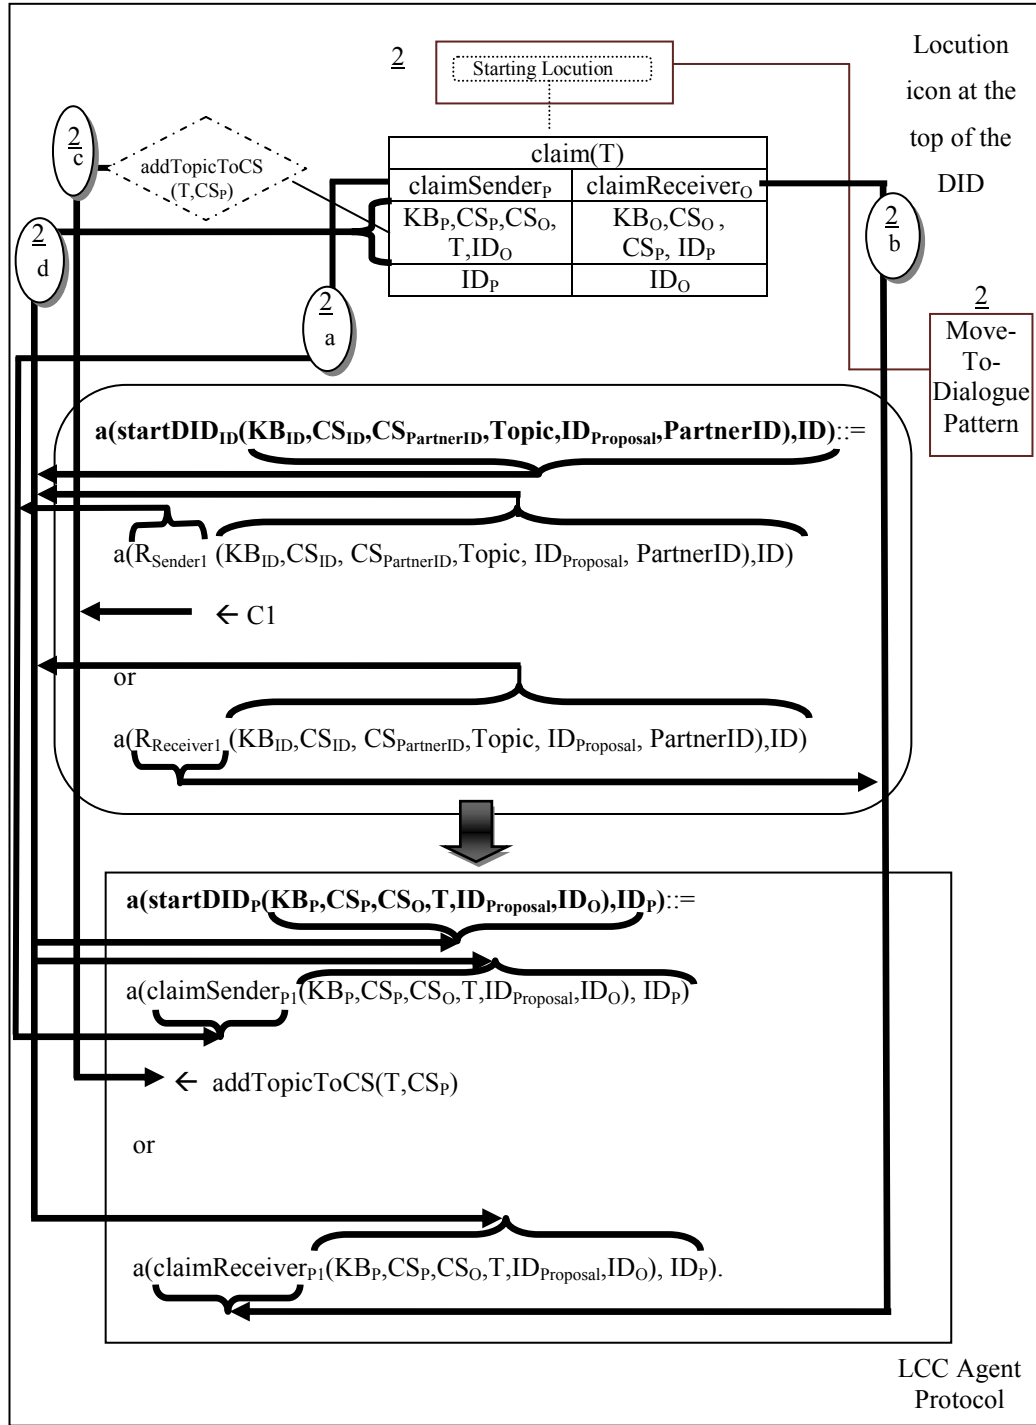 2
Starting Locution
Locution
icon at the
top of the
DID
2
c
addTopicToCS
(T,CSP)
claim(T)
claimSenderP
claimReceiverO
KBP,CSP,CSO,
T,IDO
KBO,CSO ,
CSP, IDP
IDP
IDO
2
d
2
b
2
a
2
Move-
To-
Dialogue
Pattern
a(startDIDID(KBID,CSID,CSPartnerID,Topic,IDProposal,PartnerID),ID)::=
a(RSender1 (KBID,CSID, CSPartnerID,Topic, IDProposal, PartnerID),ID)
← C1
or
a(RReceiver1 (KBID,CSID, CSPartnerID,Topic, IDProposal, PartnerID),ID)
a(startDIDP(KBP,CSP,CSO,T,IDProposal,IDO),IDP)::=
a(claimSenderP1(KBP,CSP,CSO,T,IDProposal,IDO), IDP)
← addTopicToCS(T,CSP)
or
a(claimReceiverP1(KBP,CSP,CSO,T,IDProposal,IDO), IDP).
LCC Agent
Protocol